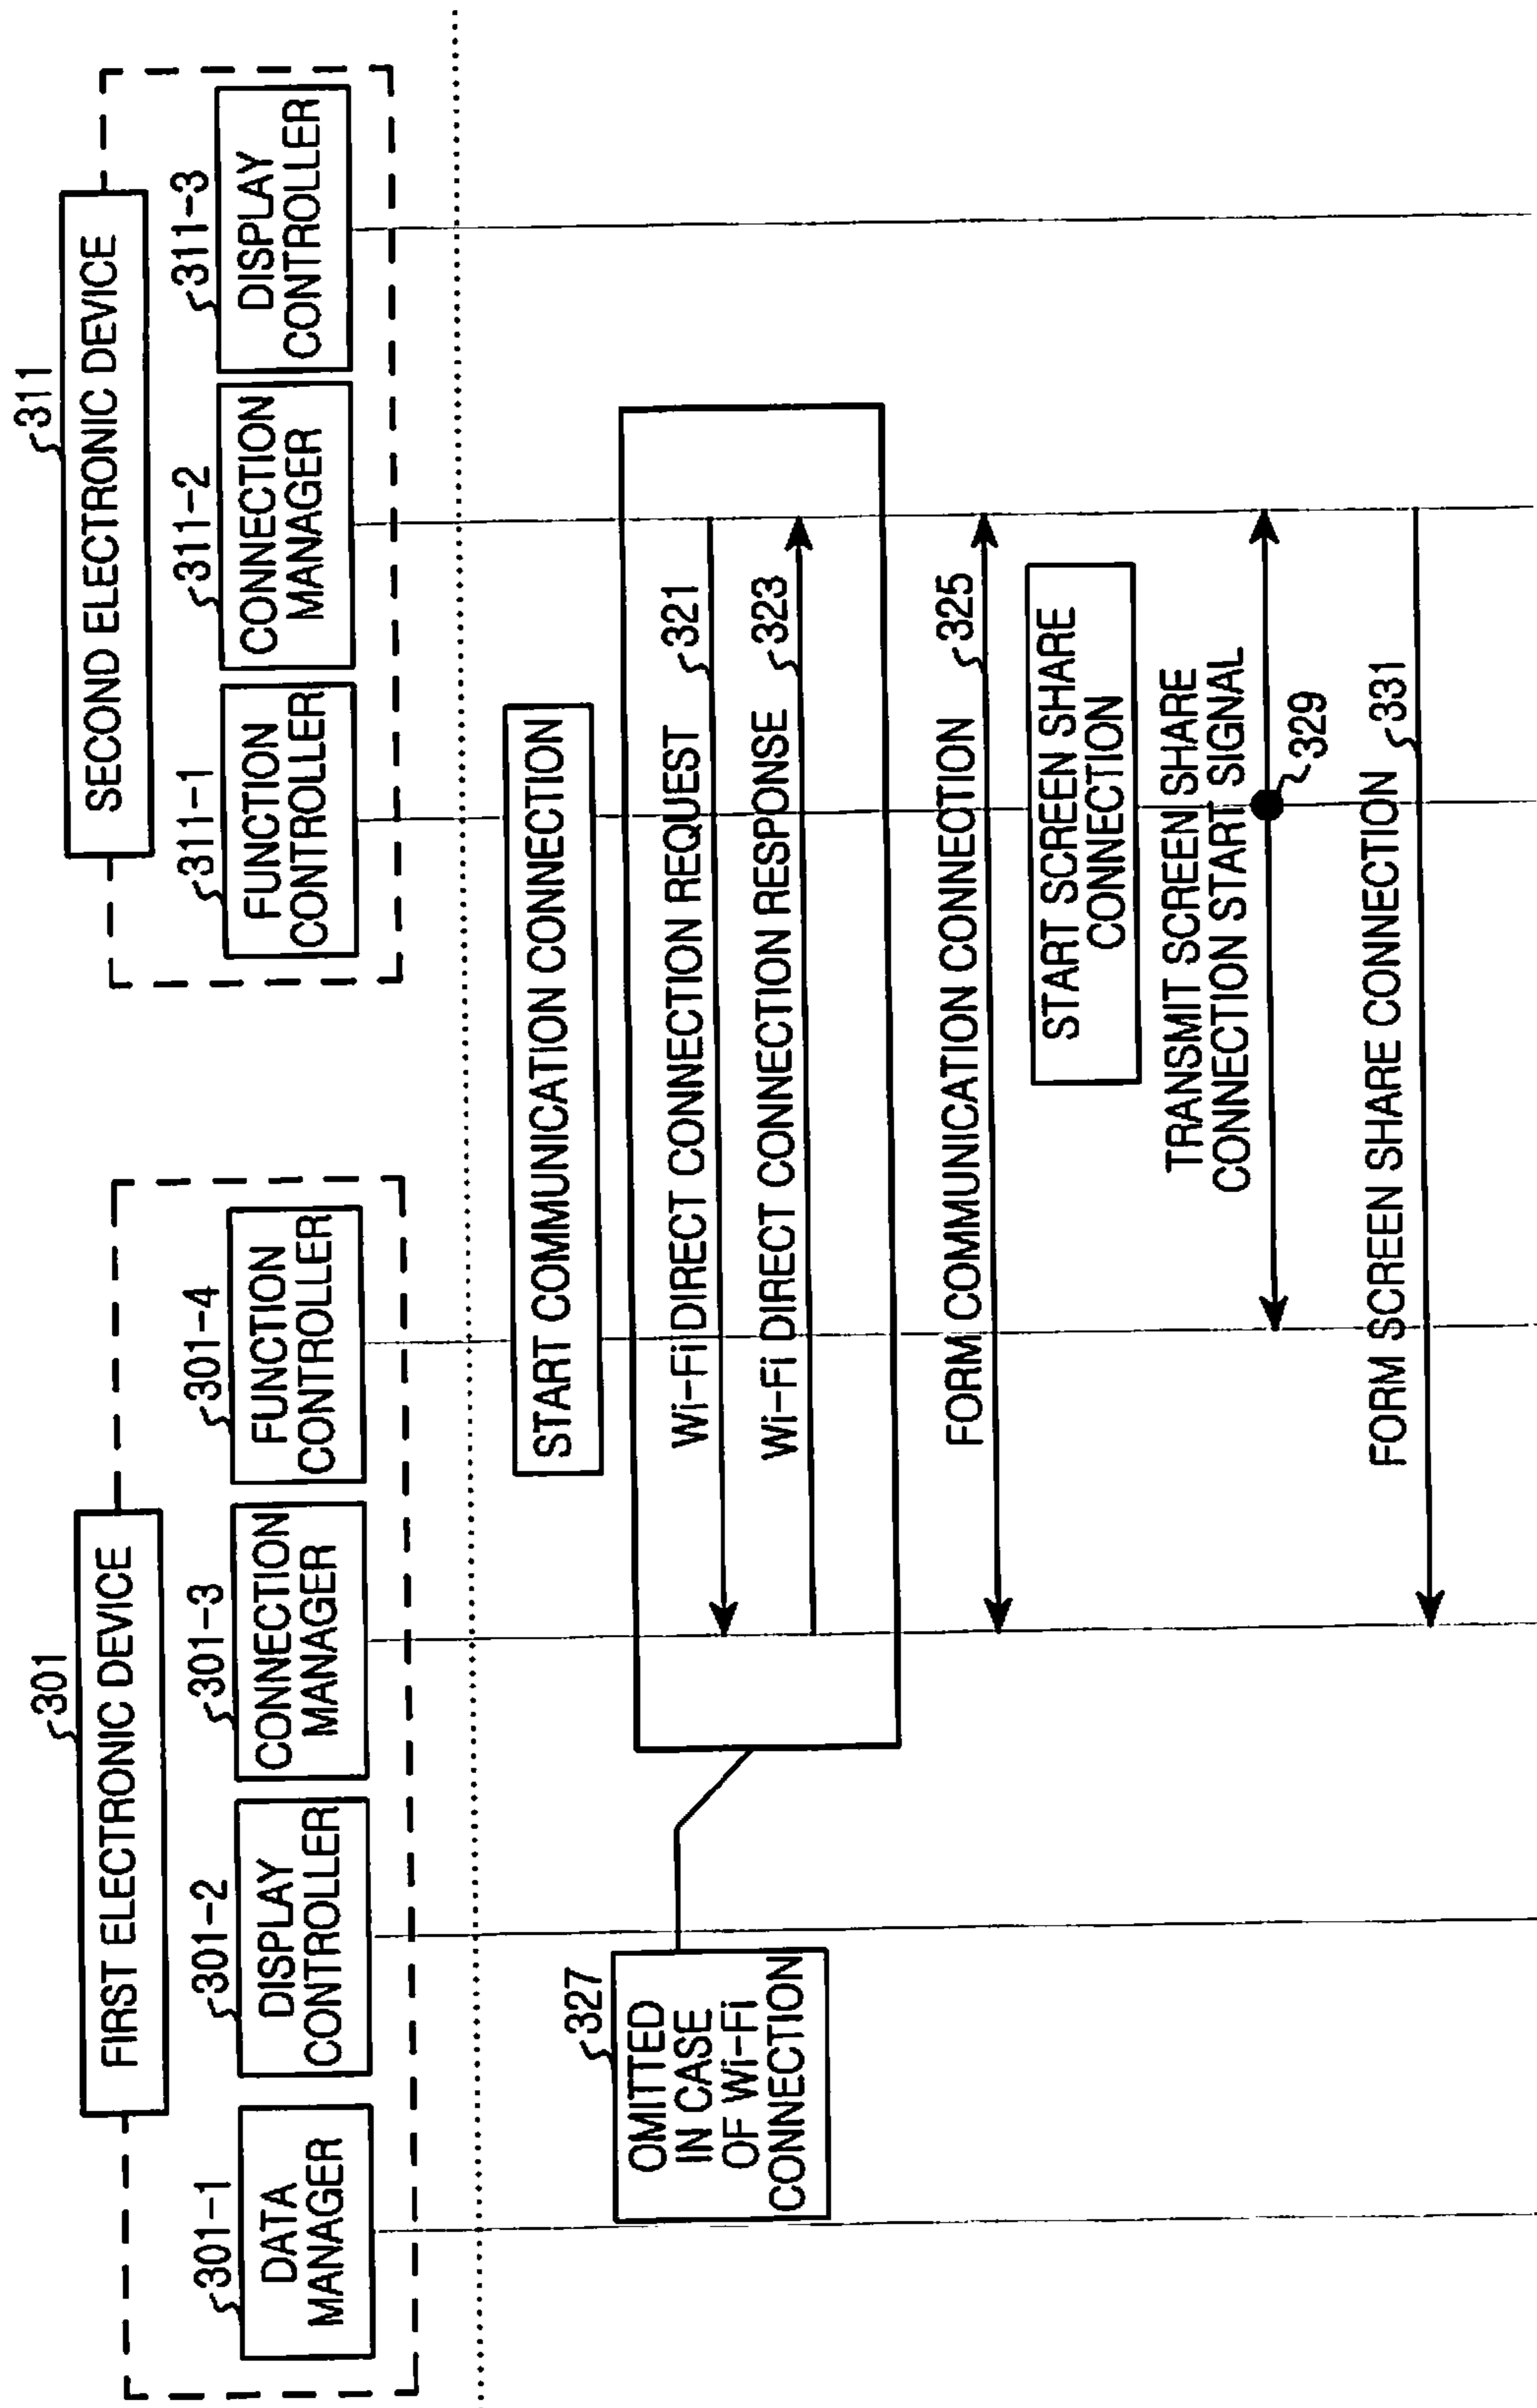 301
FIRST ELECTRONIC DEVICE
301-1
DATA
MANAGER
301-2
DISPLAY
CONTROLLER
301-3
CONNECTION
MANAGER
301-4
FUNCTION
CONTROLLER
311
SECOND ELECTRONIC DEVICE
311-1
FUNCTION
CONTROLLER
311-2
CONNECTION
MANAGER
311-3
DISPLAY
CONTROLLER
START COMMUNICATION CONNECTION
327
OMITTED
IN CASE
OF Wi-Fi
CONNECTION
Wi-Fi DIRECT CONNECTION REQUEST 321
Wi-Fi DIRECT CONNECTION RESPONSE 323
FORM COMMUNICATION CONNECTION 325
START SCREEN SHARE
CONNECTION
TRANSMIT SCREEN SHARE
CONNECTION START SIGNAL
329
FORM SCREEN SHARE CONNECTION 331